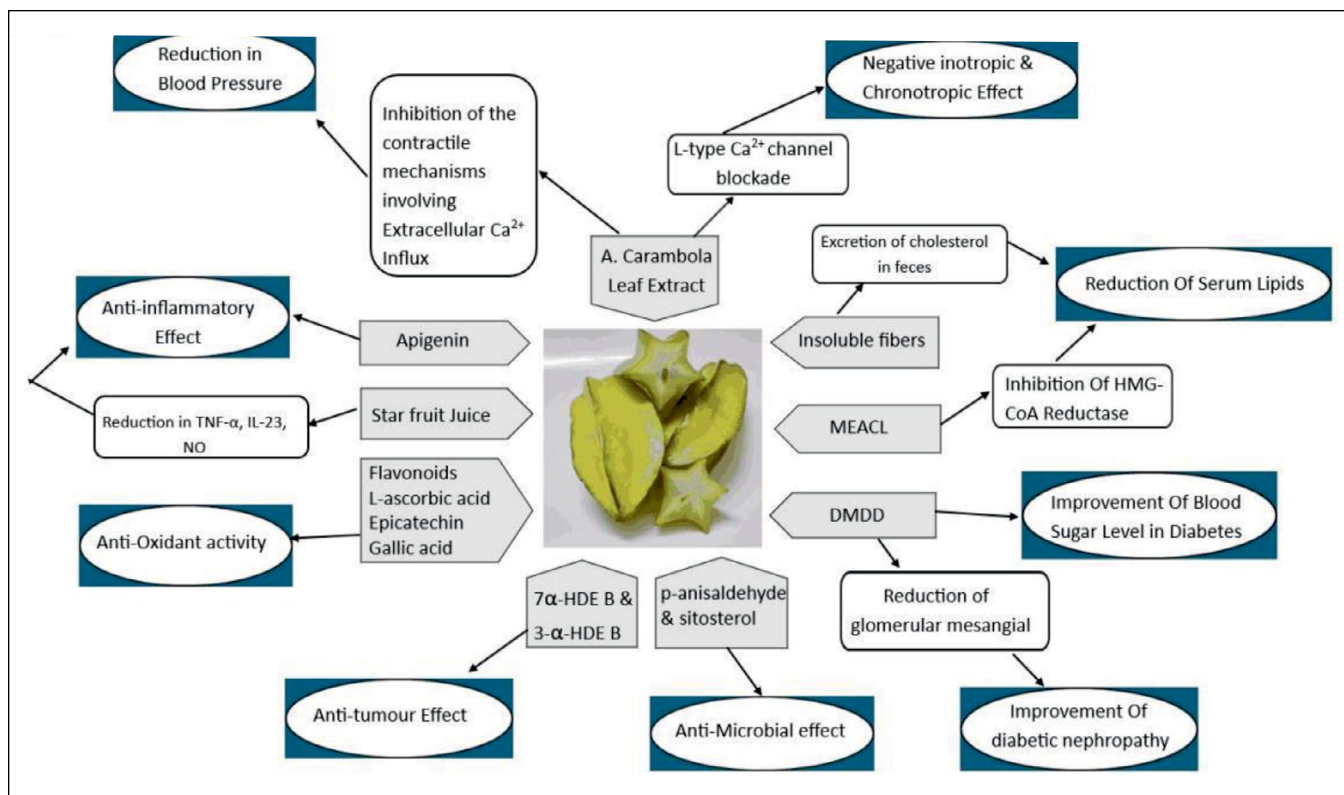 Reduction in
Blood Pressure
Inhibition of the
contractile
mechanisms
involving
Extracellular Ca²⁺
Influx
Negative inotropic &
Chronotropic Effect
L-type Ca²⁺ channel
blockade
A. Carambola
Leaf Extract
Excretion of cholesterol
in feces
Reduction Of Serum Lipids
Anti-inflammatory
Effect
Apigenin
Insoluble fibers
Inhibition Of HMG-
CoA Reductase
Reduction in TNF-α, IL-23,
NO
Star fruit Juice
MEACL
Flavonoids
L-ascorbic acid
Epicatechin
Gallic acid
Anti-Oxidant activity
DMDD
Improvement Of Blood
Sugar Level in Diabetes
7α-HDE B &
3-α-HDE B
p-anisaldehyde
& sitosterol
Reduction of
glomerular mesangial
Anti-tumour Effect
Anti-Microbial effect
Improvement Of
diabetic nephropathy